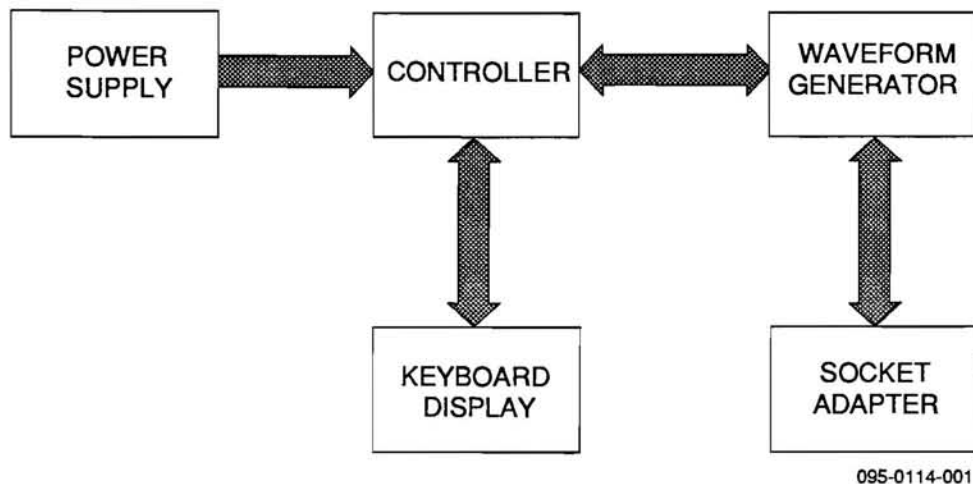 POWER
SUPPLY
CONTROLLER
WAVEFORM
GENERATOR
KEYBOARD
DISPLAY
SOCKET
ADAPTER
095-0114-001